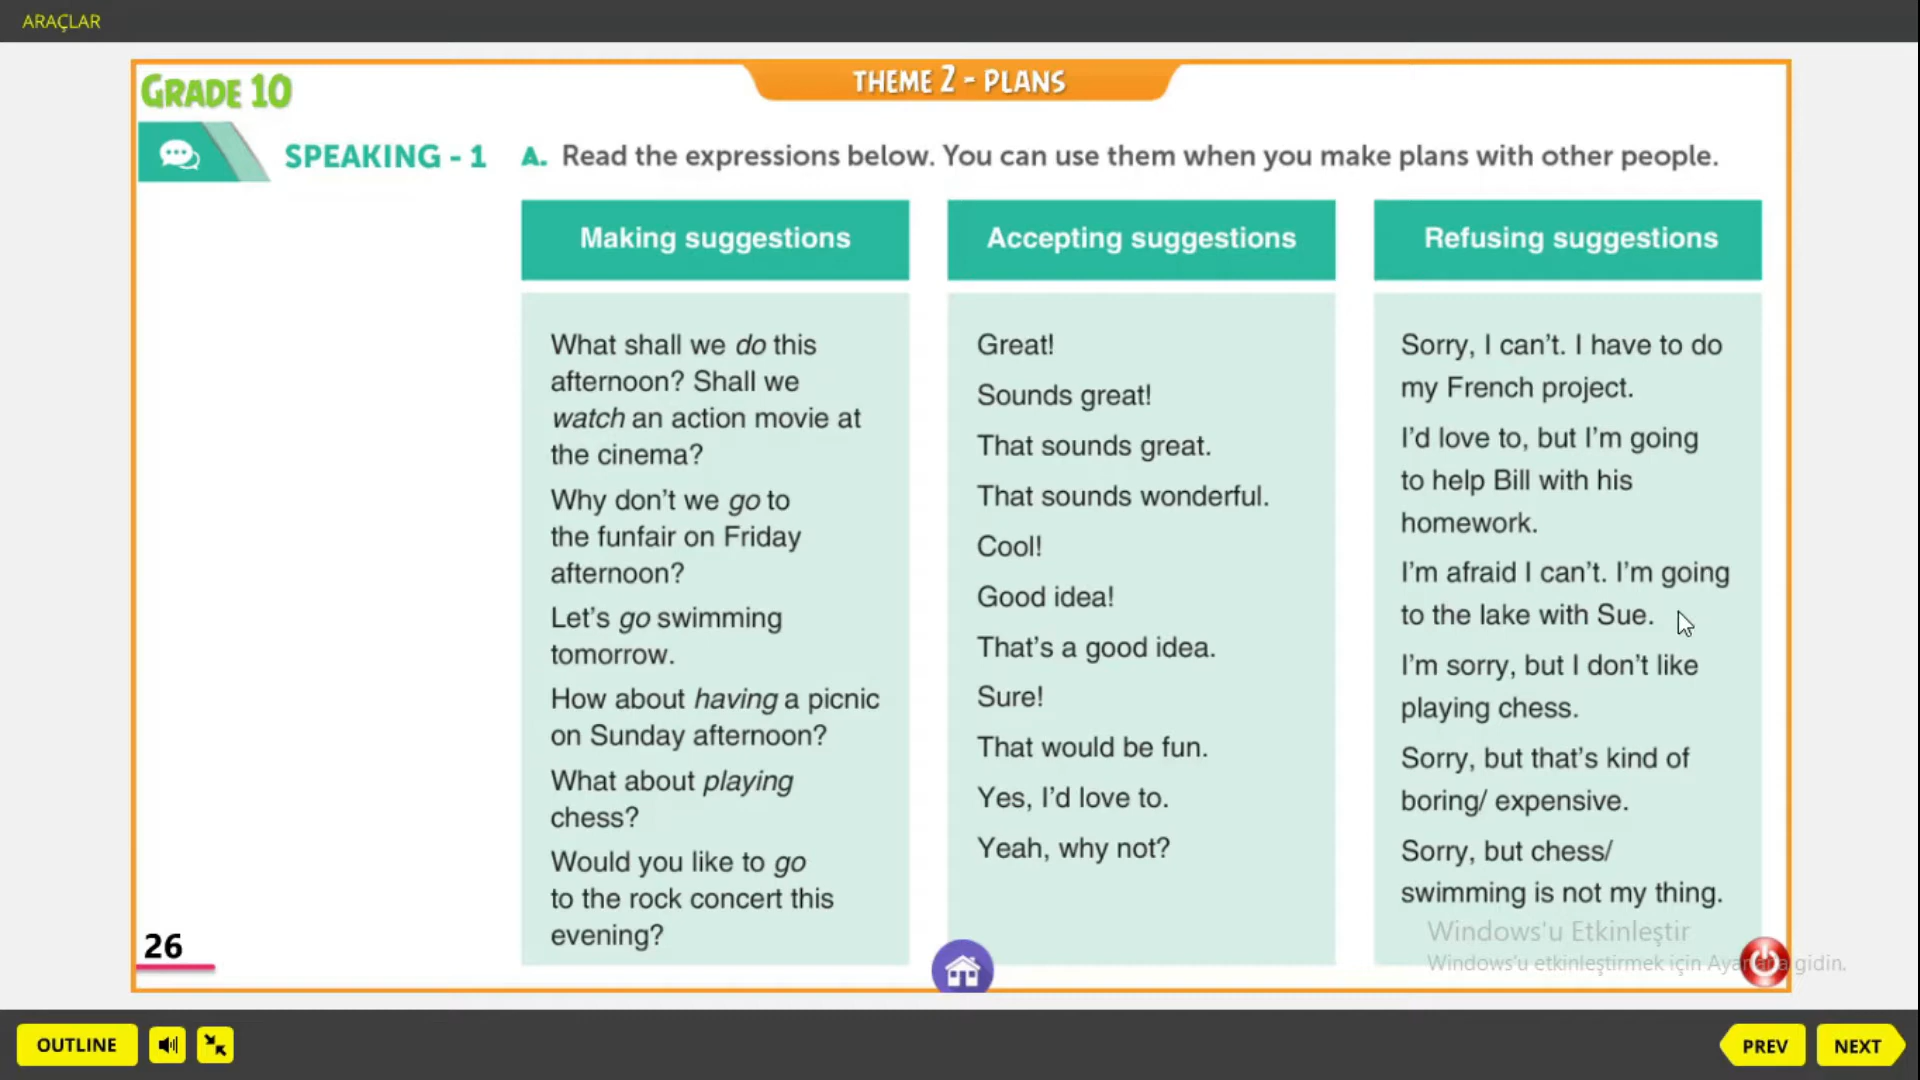 ARAÇLAR
GRADE 10
THEME 2 - PLANS
SPEAKING - 1
A. Read the expressions below. You can use them when you make plans with other people.
Making suggestions
What shall we do this
afternoon? Shall we
watch an action movie at
the cinema?
Why don't we go to
the funfair on Friday
afternoon?
Let's go swimming
tomorrow.
How about having a picnic
on Sunday afternoon?
What about playing
chess?
Would you like to go
to the rock concert this
evening?
Accepting suggestions
Great!
Sounds great!
That sounds great.
That sounds wonderful.
Cool!
Good idea!
That's a good idea.
Sure!
That would be fun.
Yes, I'd love to.
Yeah, why not?
Refusing suggestions
Sorry, I can't. I have to do
my French project.
I'd love to, but I'm going
to help Bill with his
homework.
I'm afraid I can't. I'm going
to the lake with Sue.
I'm sorry, but I don't like
playing chess.
Sorry, but that's kind of
boring/ expensive.
Sorry, but chess/
swimming is not my thing.
26
Windows'u Etkinleştir
Windows'u etkinleştirmek için gidin.
OUTLINE
PREV
NEXT